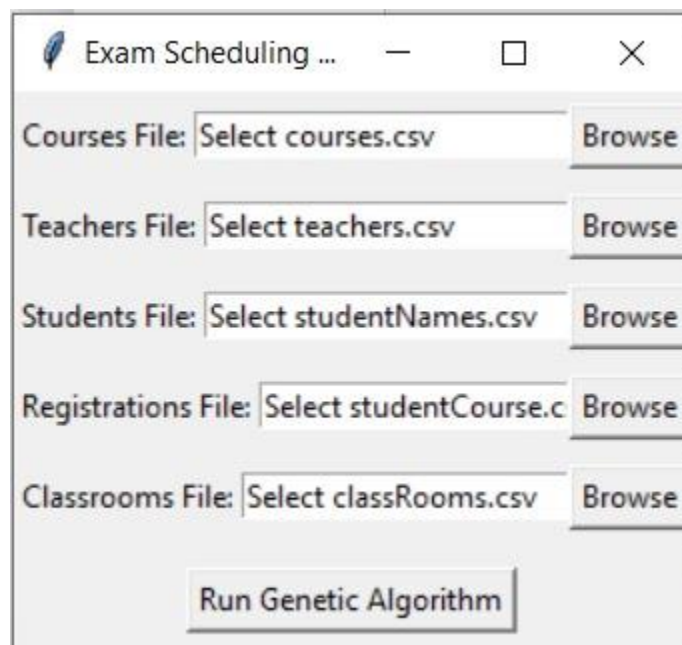 Exam Scheduling ...
Courses File: Select courses.csv Browse
Teachers File: Select teachers.csv Browse
Students File: Select studentNames.csv Browse
Registrations File: Select studentCourse.c Browse
Classrooms File: Select classRooms.csv Browse
Run Genetic Algorithm